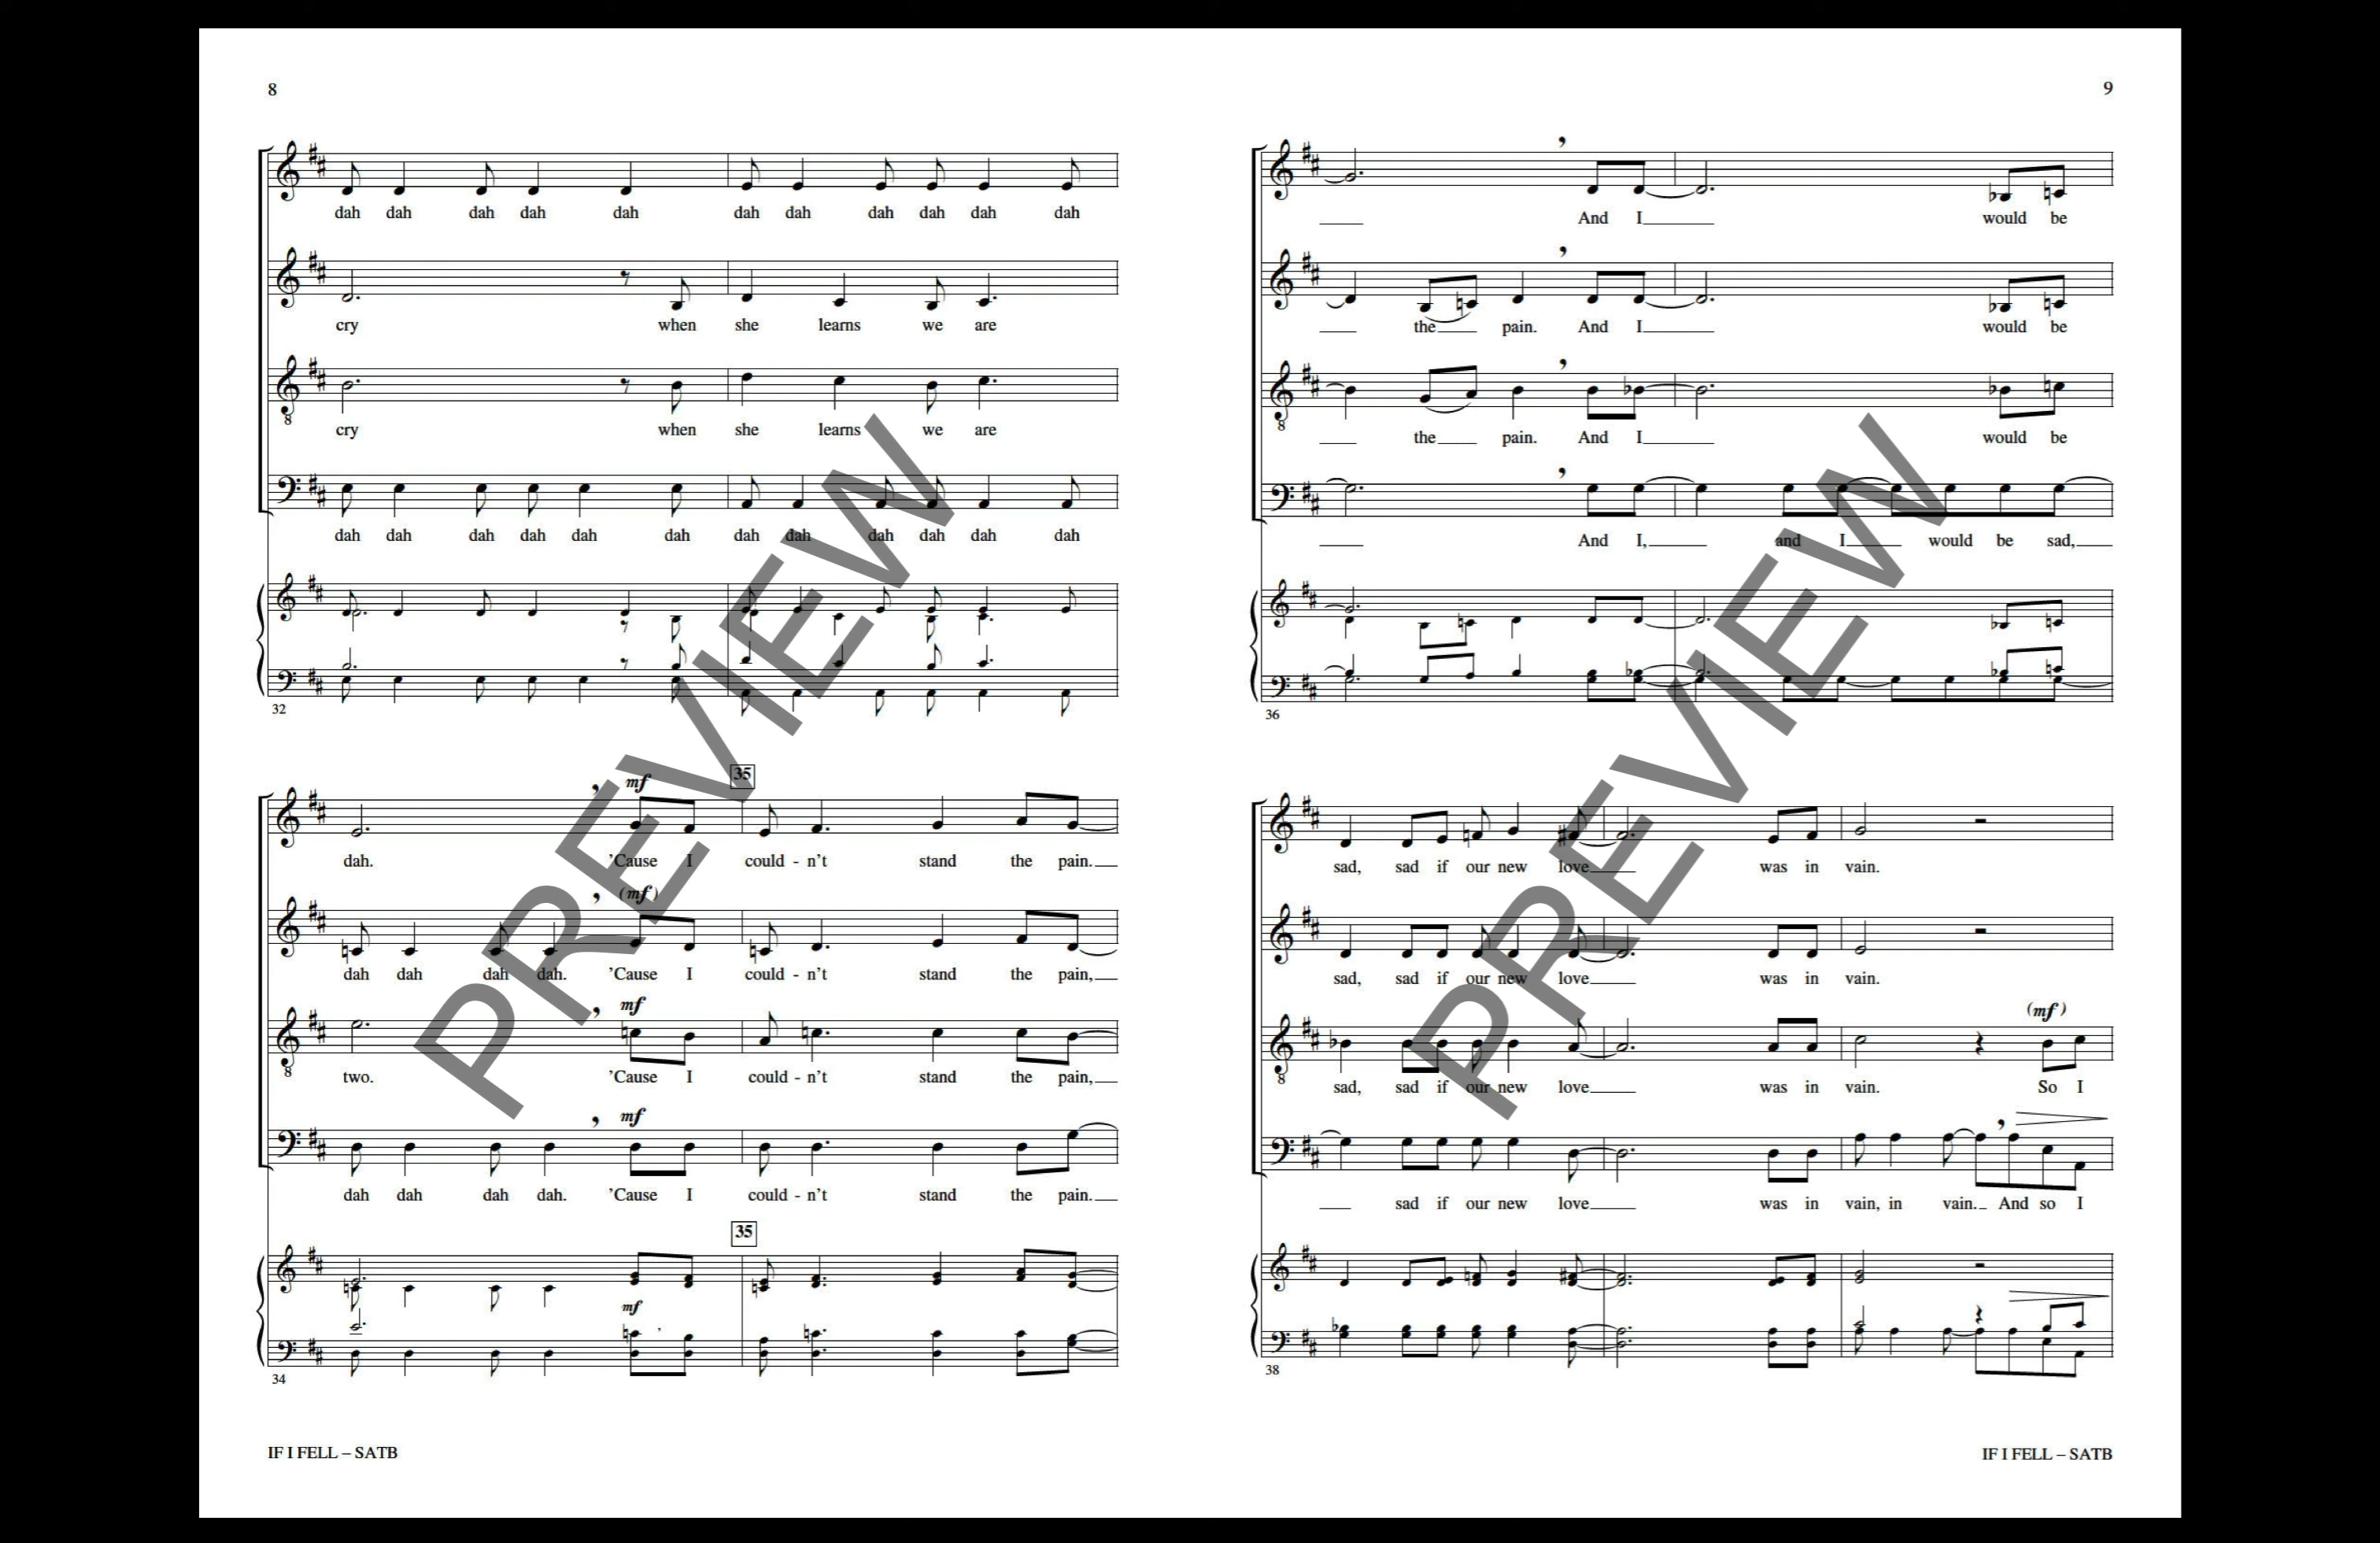 8
dah dah dah dah dah dah dah dah dah dah dah
cry when she learns we are
8
cry when she learns we are
dah dah dah dah dah dah dah dah dah dah dah dah
32
mf 35
dah. ’Cause I could - n’t stand the pain.
(mf)
dah dah dah dah. ’Cause I could - n’t stand the pain,
mf
8
two. ’Cause I could - n’t stand the pain,
mf
dah dah dah dah. ’Cause I could - n’t stand the pain.
35
mf
34
IF I FELL – SATB
PREVIEW
9
And I would be
the pain. And I would be
8
the pain. And I would be
And I, and I would be sad,
36
sad, sad if our new love was in vain.
sad, sad if our new love was in vain.
(mf)
8
sad, sad if our new love was in vain. So I
sad if our new love was in vain, in vain. And so I
38
IF I FELL – SATB
PREVIEW